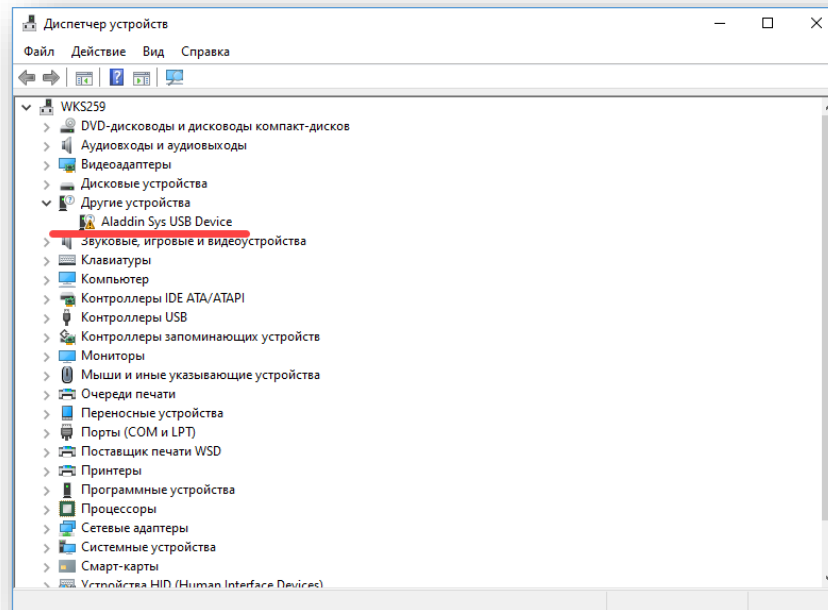 Диспетчер устройств
Файл Действие Вид Справка
WKS259
DVD-дисководы и дисководы компакт-дисков
Аудиовходы и аудиовыходы
Видеоадаптеры
Дисковые устройства
Другие устройства
Aladdin Sys USB Device
Звуковые, игровые и видеоустройства
Клавиатуры
Компьютер
Контроллеры IDE ATA/ATAPI
Контроллеры USB
Контроллеры запоминающих устройств
Мониторы
Мыши и иные указывающие устройства
Очереди печати
Переносные устройства
Порты (COM и LPT)
Поставщик печати WSD
Принтеры
Программные устройства
Процессоры
Сетевые адаптеры
Системные устройства
Смарт-карты
Устройства HID (Human Interface Devices)